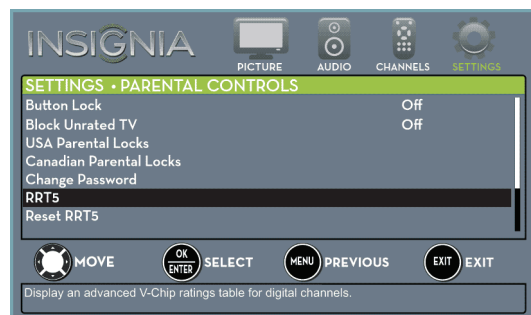 INSIGNIA
PICTURE AUDIO CHANNELS SETTINGS
SETTINGS • PARENTAL CONTROLS
Button Lock Off
Block Unrated TV Off
USA Parental Locks
Canadian Parental Locks
Change Password
RRT5
Reset RRT5
MOVE OK ENTER SELECT MENU PREVIOUS EXIT EXIT
Display an advanced V-Chip ratings table for digital channels.